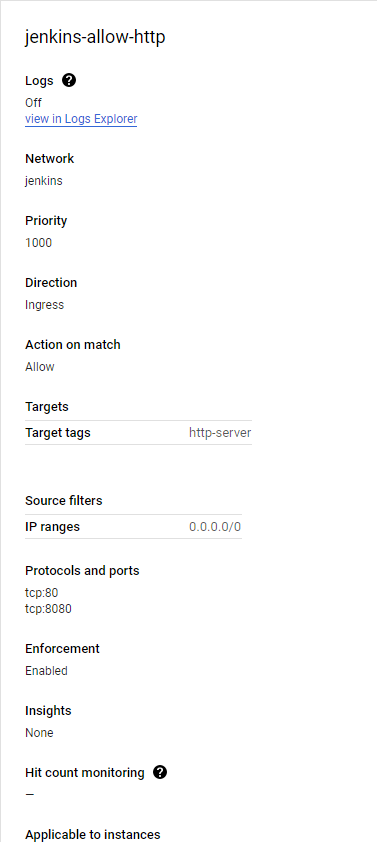 jenkins-allow-http
Logs
Off
view in Logs Explorer
Network
jenkins
Priority
1000
Direction
Ingress
Action on match
Allow
Targets
Target tags http-server
Source filters
IP ranges 0.0.0.0/0
Protocols and ports
tcp:80
tcp:8080
Enforcement
Enabled
Insights
None
Hit count monitoring
—
Applicable to instances